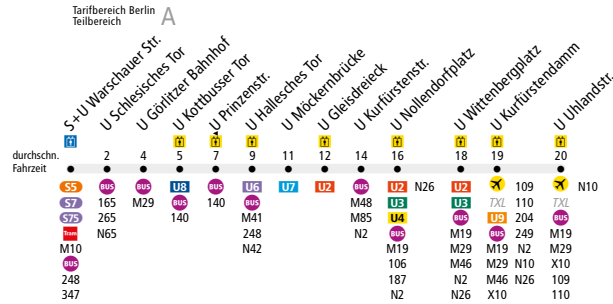 Tarifbereich Berlin
Teilbereich A
S+U Warschauer Str.
U Schlesisches Tor
U Görlitzer Bahnhof
U Kottbusser Tor
U Prinzenstr.
U Hallesches Tor
U Möckernbrücke
U Gleisdreieck
U Kurfürstenstr.
U Nollendorfplatz
U Wittenbergplatz
U Kurfürstendamm
U Uhlandstr.
durchschn. 2 4 5 7 9 11 12 14 16 18 19 20
Fahrzeit
S5 BUS BUS U8 BUS U6 U7 U2 BUS U2 N26 U2 109 N10
S7 165 M29 BUS 140 BUS M48 U3 U3 TXL 110 TXL
S75 265 140 M41 M85 U4 BUS U9 204 BUS
Tram N65 248 N2 BUS M19 BUS 249 M19
M10 N42 M19 M29 M19 N2 M29
BUS 106 M46 M29 N10 X10
248 187 N2 M46 N26 109
347 N2 N26 X10 110